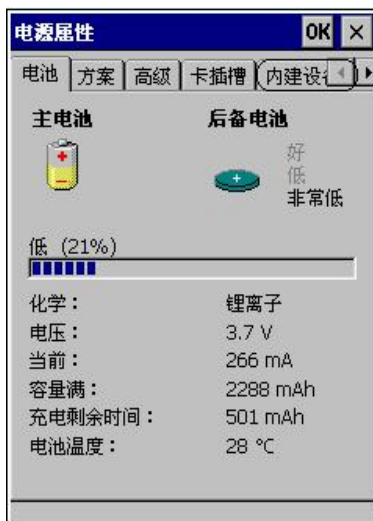 电源属性 OK ×
电池 方案 高级 卡插槽 内建设
主电池 后备电池
好
低
非常低
低 (21%)
化学: 锂离子
电压: 3.7 V
当前: 266 mA
容量满: 2288 mAh
充电剩余时间: 501 mAh
电池温度: 28 °C